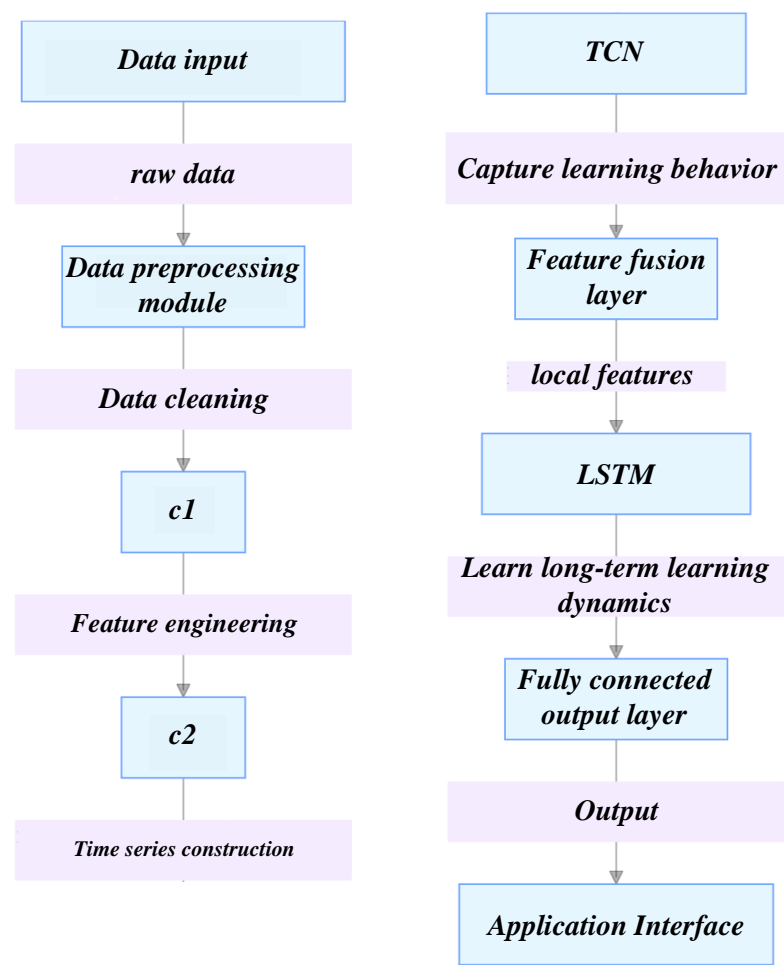 Data input
raw data
Data preprocessing
module
Data cleaning
c1
Feature engineering
c2
Time series construction
TCN
Capture learning behavior
Feature fusion
layer
local features
LSTM
Learn long-term learning
dynamics
Fully connected
output layer
Output
Application Interface